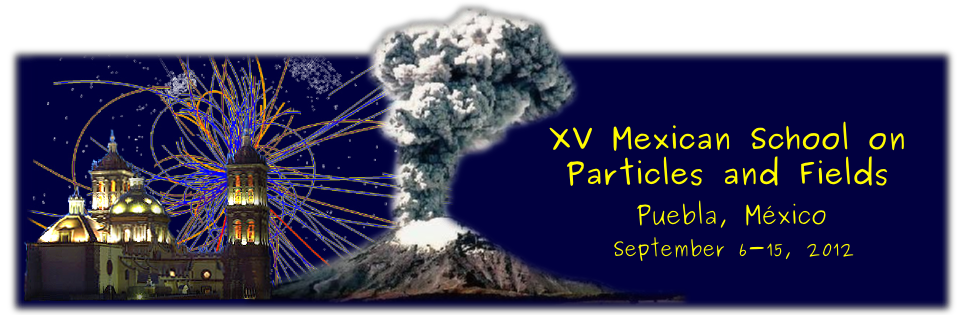 XV Mexican School on
Particles and Fields
Puebla, México
September 6-15, 2012